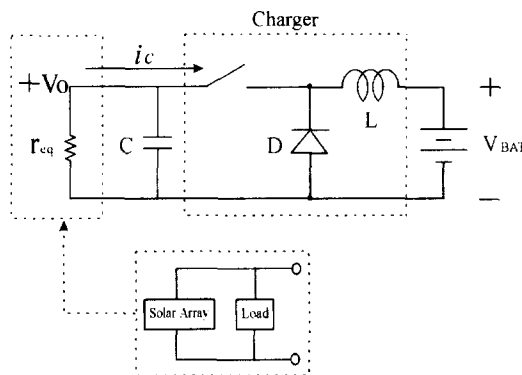 Charger
+Vo
ic
req
C
D
L
+
VBAT
−
Solar Array
Load